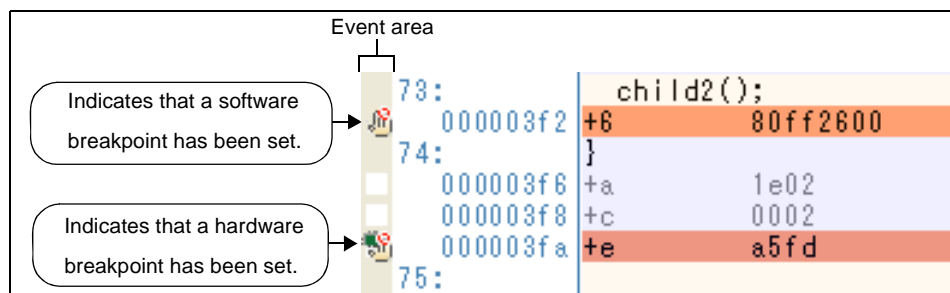 Event area
73: child2();
Indicates that a software
breakpoint has been set.
000003f2 +6 80ff2600
74: }
000003f6 +a 1e02
000003f8 +c 0002
Indicates that a hardware
breakpoint has been set.
000003fa +e a5fd
75: